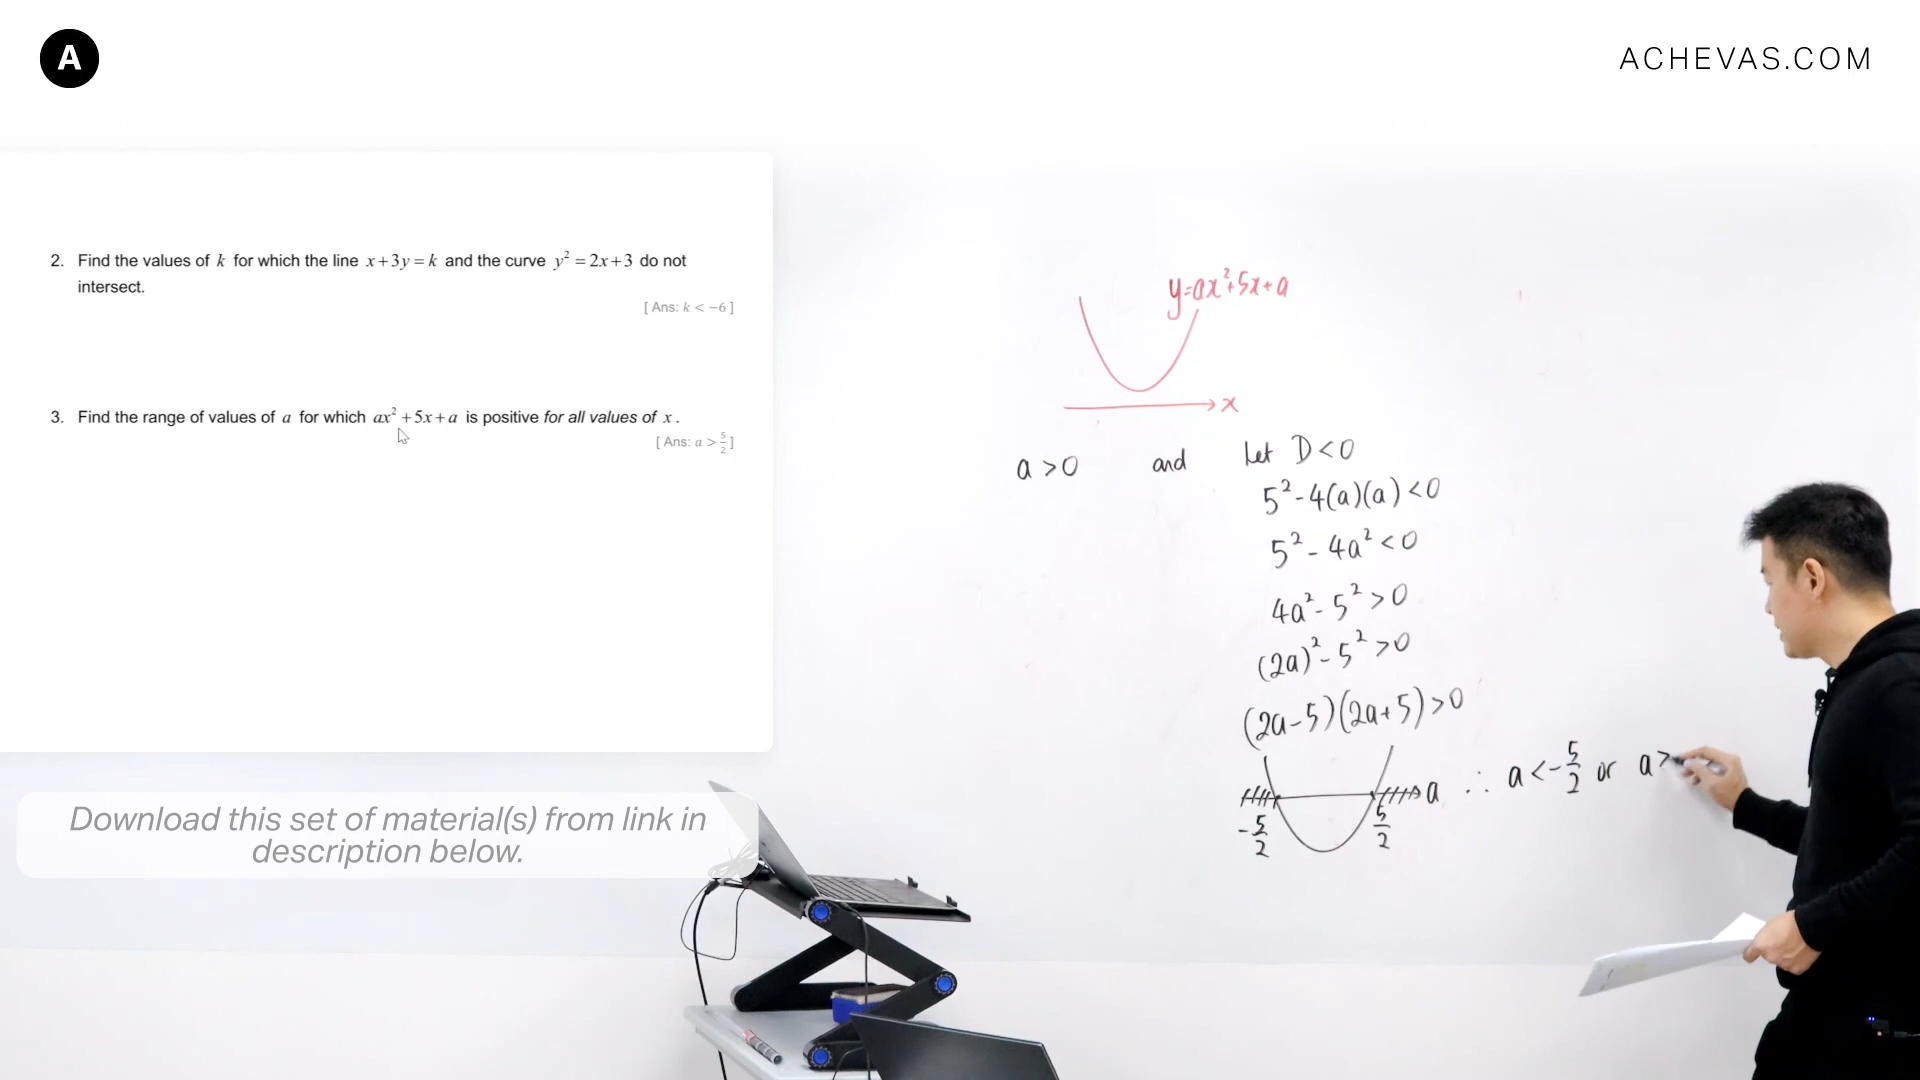 A
ACHEVAS.COM
2. Find the values of k for which the line x+3y=k and the curve y²=2x+3 do not
intersect.
[ Ans: k < −6 ]
3. Find the range of values of a for which ax²+5x+a is positive for all values of x.
[ Ans: a > 5/2 ]
Download this set of material(s) from link in
description below.
y=ax²+5x+a
x
a >0 and Let D<0
5²-4(a)(a)<0
5²-4a²<0
4a²-5²>0
(2a)²-5²>0
(2a-5)(2a+5)>0
a ∴ a<-5/2 or a>
-5/2 5/2